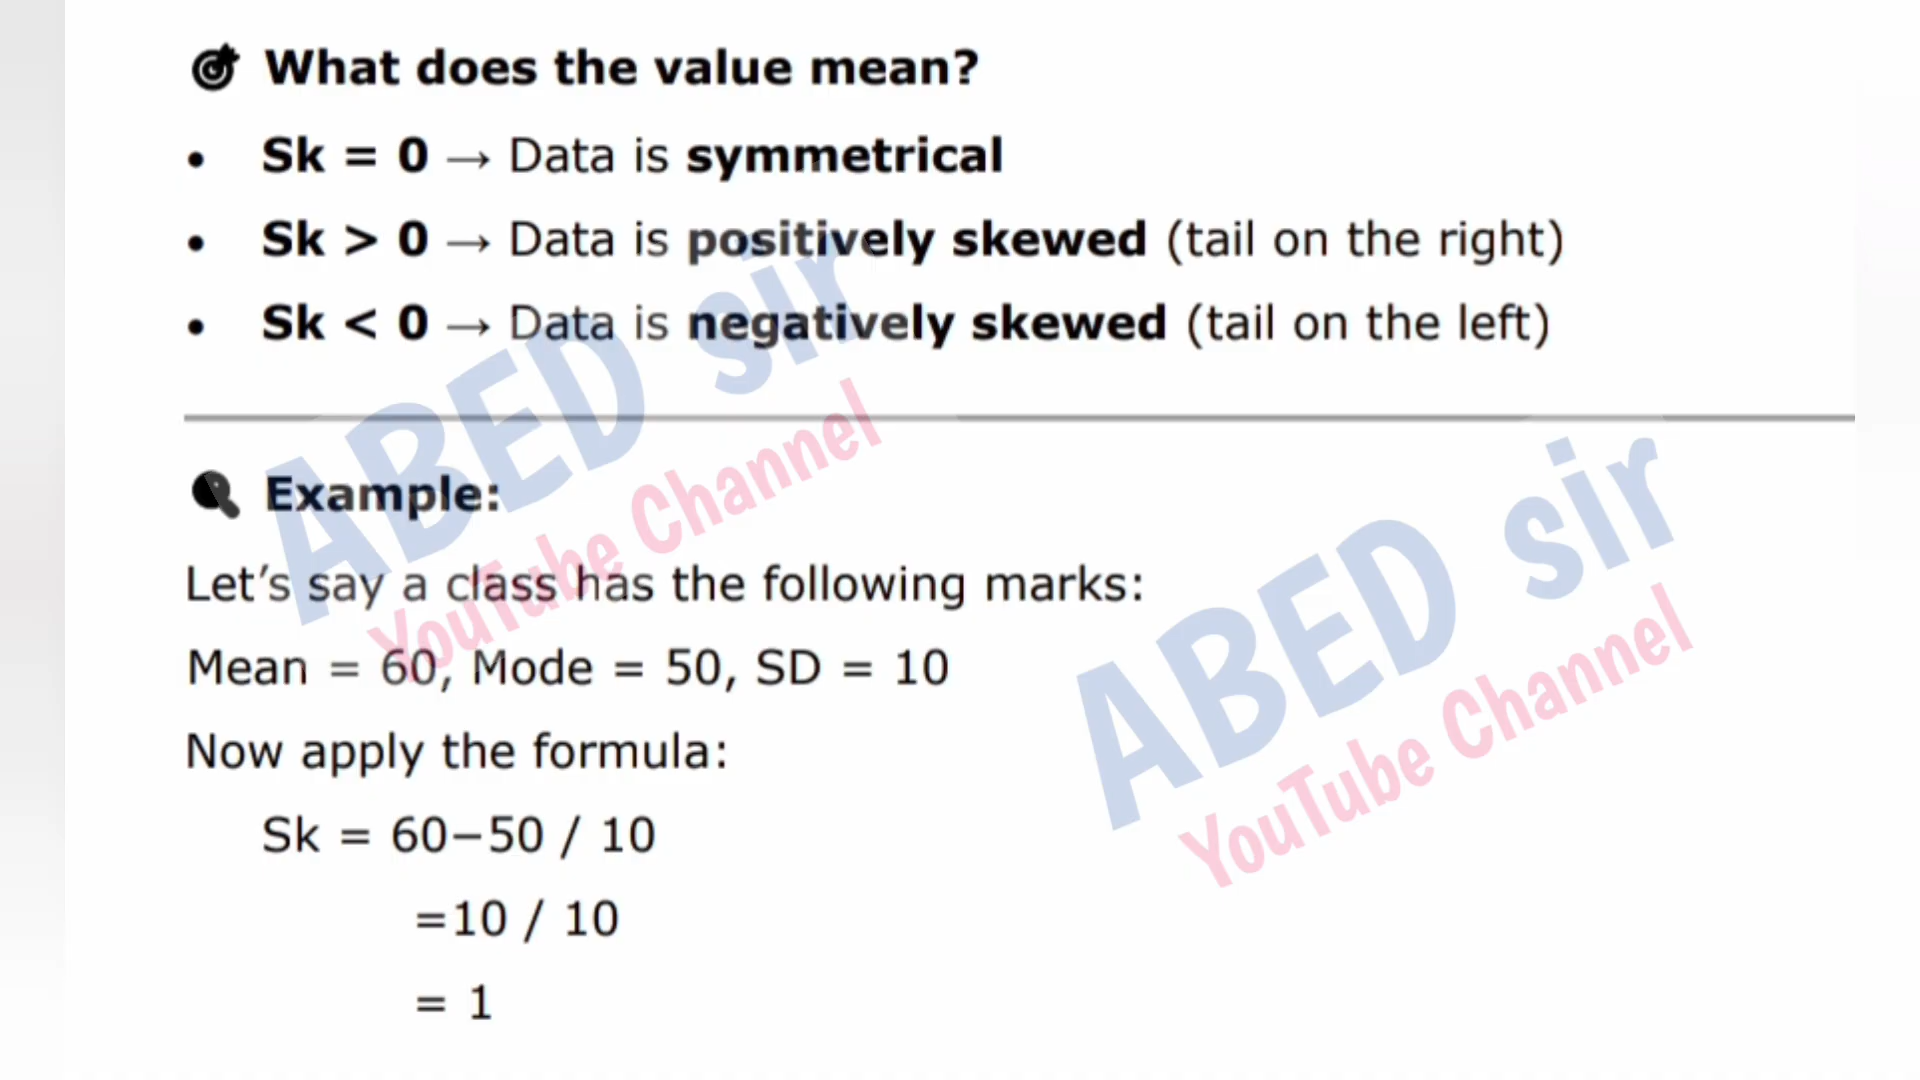 What does the value mean?
• Sk = 0 → Data is symmetrical
• Sk > 0 → Data is positively skewed (tail on the right)
• Sk < 0 → Data is negatively skewed (tail on the left)
Example:
Let’s say a class has the following marks:
Mean = 60, Mode = 50, SD = 10
Now apply the formula:
Sk = 60−50 / 10
=10 / 10
= 1
ABED sir
YouTube Channel
ABED sir
YouTube Channel